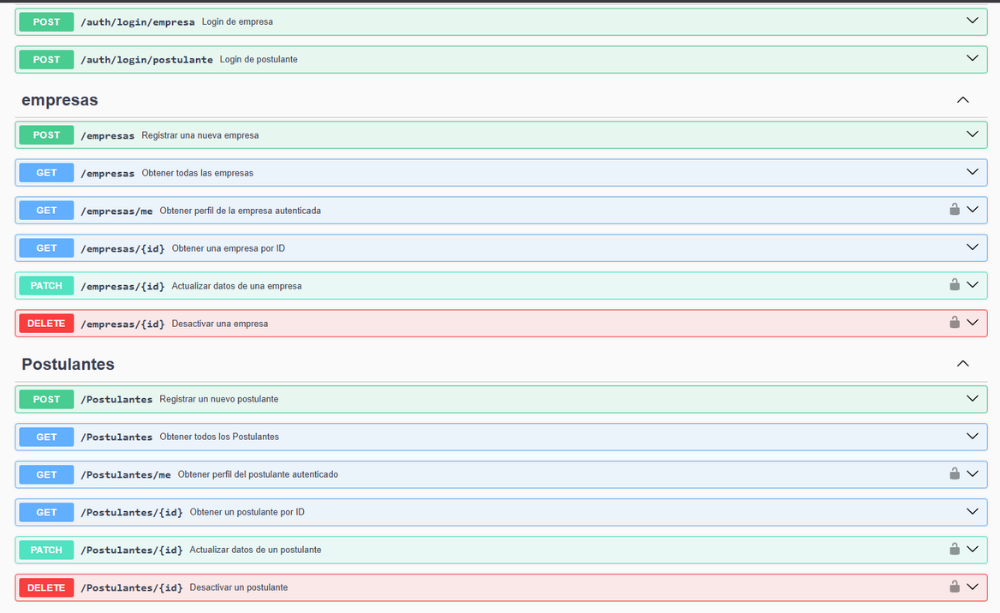 POST /auth/login/empresa Login de empresa
POST /auth/login/postulante Login de postulante
empresas
POST /empresas Registrar una nueva empresa
GET /empresas Obtener todas las empresas
GET /empresas/me Obtener perfil de la empresa autenticada
GET /empresas/{id} Obtener una empresa por ID
PATCH /empresas/{id} Actualizar datos de una empresa
DELETE /empresas/{id} Desactivar una empresa
Postulantes
POST /Postulantes Registrar un nuevo postulante
GET /Postulantes Obtener todos los Postulantes
GET /Postulantes/me Obtener perfil del postulante autenticado
GET /Postulantes/{id} Obtener un postulante por ID
PATCH /Postulantes/{id} Actualizar datos de un postulante
DELETE /Postulantes/{id} Desactivar un postulante